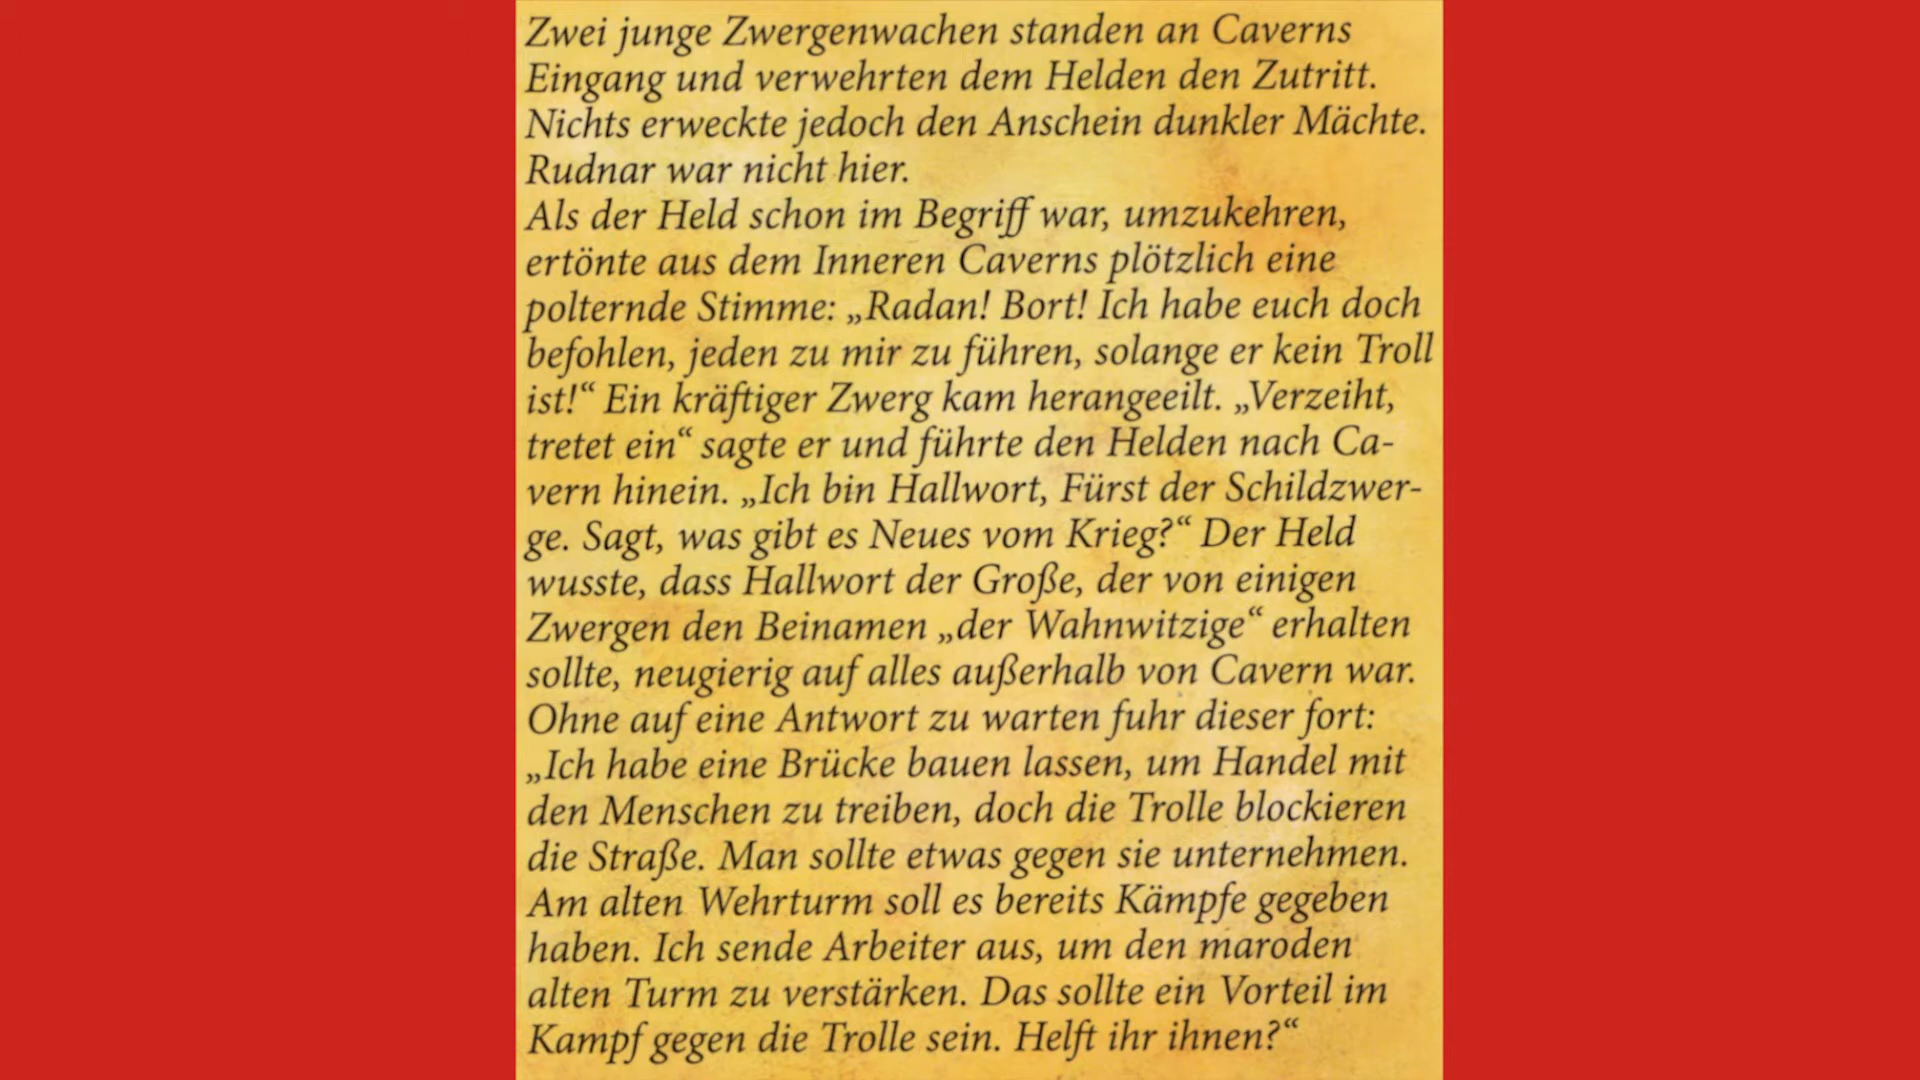 Zwei junge Zwergenwachen standen an Caverns
Eingang und verwehrten dem Helden den Zutritt.
Nichts erweckte jedoch den Anschein dunkler Mächte.
Rudnar war nicht hier.
Als der Held schon im Begriff war, umzukehren,
ertönte aus dem Inneren Caverns plötzlich eine
polternde Stimme: „Radan! Bort! Ich habe euch doch
befohlen, jeden zu mir zu führen, solange er kein Troll
ist!“ Ein kräftiger Zwerg kam herangeeilt. „Verzeiht,
tretet ein“ sagte er und führte den Helden nach Ca-
vern hinein. „Ich bin Hallwort, Fürst der Schildzwer-
ge. Sagt, was gibt es Neues vom Krieg?“ Der Held
wusste, dass Hallwort der Große, der von einigen
Zwergen den Beinamen „der Wahnwitzige“ erhalten
sollte, neugierig auf alles außerhalb von Cavern war.
Ohne auf eine Antwort zu warten fuhr dieser fort:
„Ich habe eine Brücke bauen lassen, um Handel mit
den Menschen zu treiben, doch die Trolle blockieren
die Straße. Man sollte etwas gegen sie unternehmen.
Am alten Wehrturm soll es bereits Kämpfe gegeben
haben. Ich sende Arbeiter aus, um den maroden
alten Turm zu verstärken. Das sollte ein Vorteil im
Kampf gegen die Trolle sein. Helft ihr ihnen?“